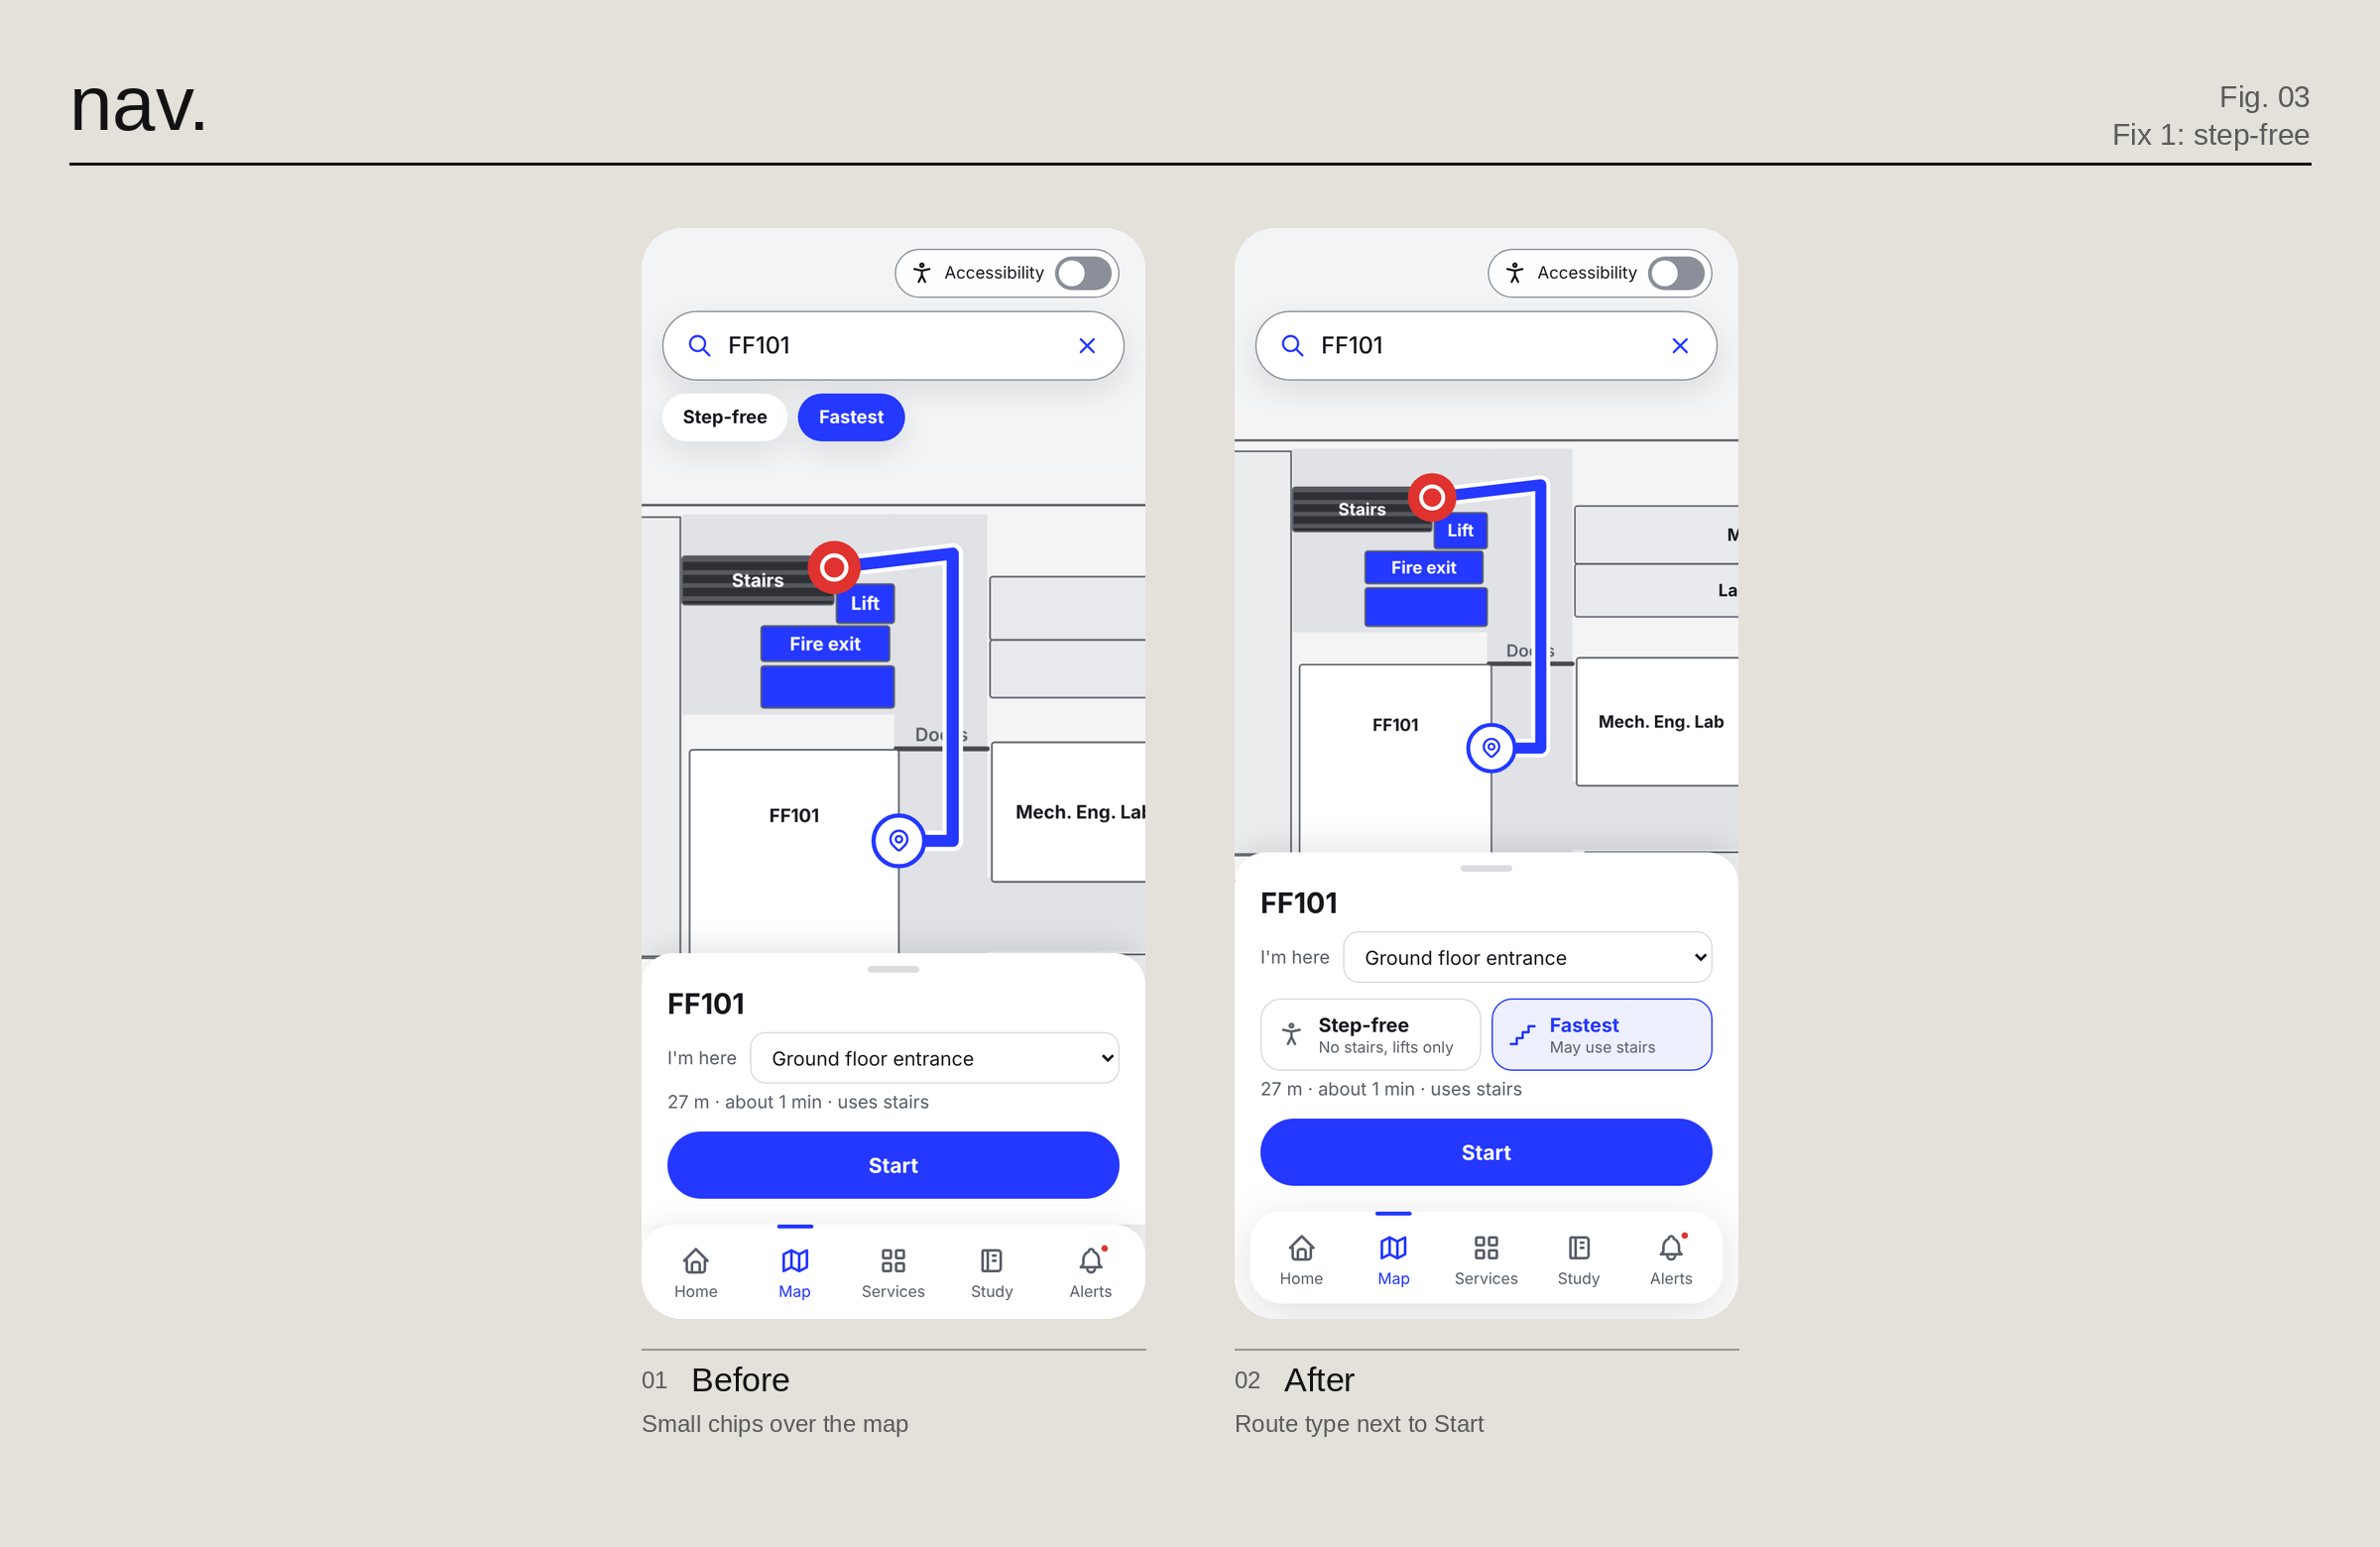 nav.
Fig. 03
Fix 1: step-free
Accessibility
FF101
Step-free
Fastest
Stairs
Lift
Fire exit
FF101
FF101
I'm here
Ground floor entrance
27 m · about 1 min · uses stairs
Start
Home
Map
Services
Study
Alerts
01 Before
Small chips over the map
Accessibility
FF101
Stairs
Lift
Fire exit
FF101
Mech. Eng. Lab
FF101
I'm here
Ground floor entrance
Step-free
No stairs, lifts only
Fastest
May use stairs
27 m · about 1 min · uses stairs
Start
Home
Map
Services
Study
Alerts
02 After
Route type next to Start